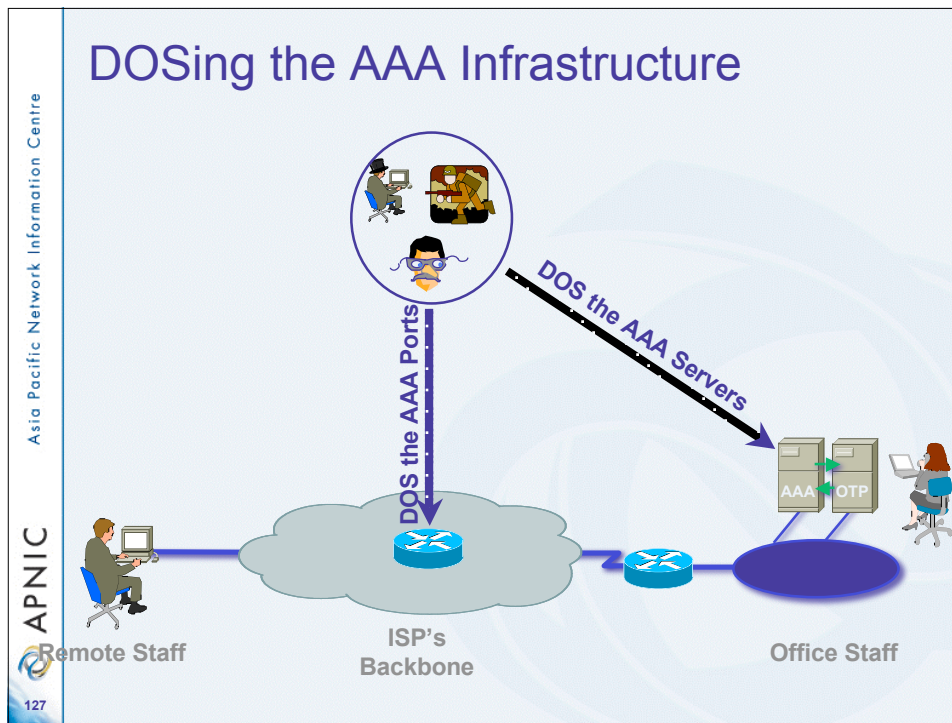 DOSing the AAA Infrastructure
Asia Pacific Network Information Centre
DOS the AAA Ports
DOS the AAA Servers
AAA
OTP
Remote Staff
ISP's
Backbone
Office Staff
APNIC
127